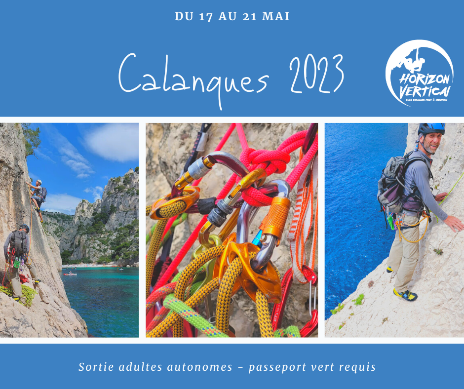 DU 17 AU 21 MAI
Calanques 2023
HORIZON
VERTICAL
Sortie adultes autonomes - passeport vert requis